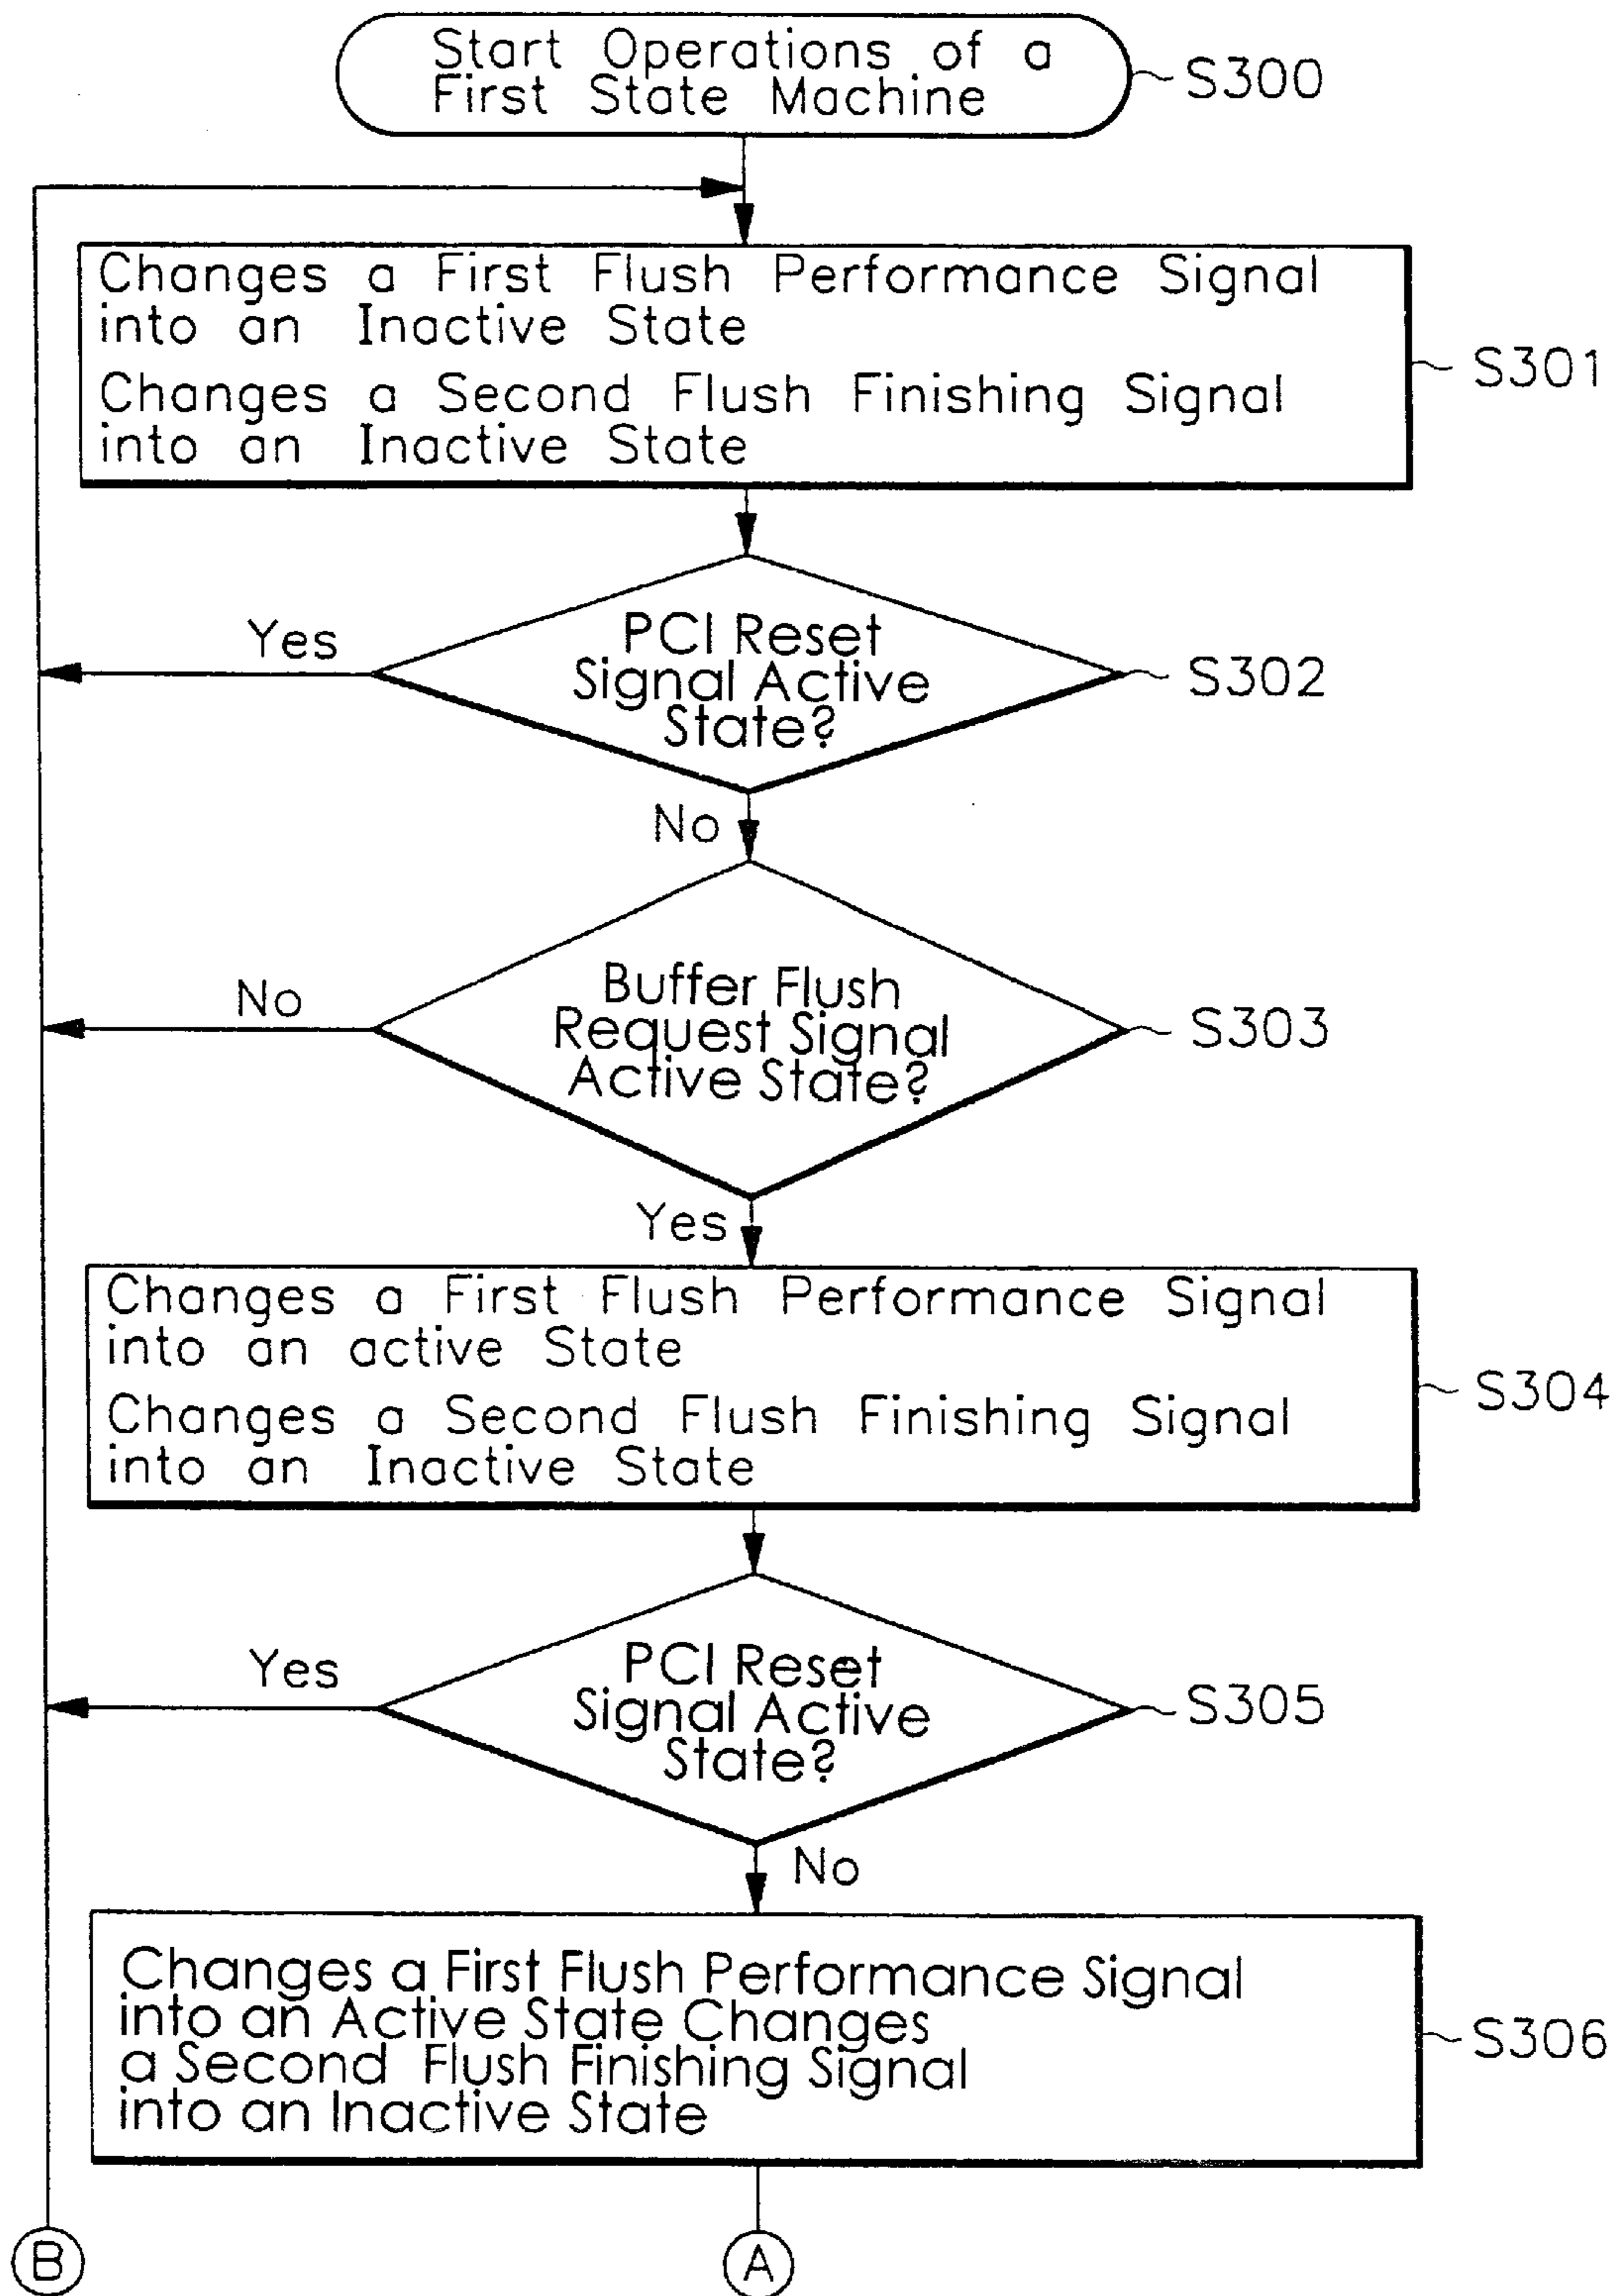 Start Operations of a
First State Machine
S300
Changes a First Flush Performance Signal
into an Inactive State
Changes a Second Flush Finishing Signal
into an Inactive State
S301
PCI Reset
Signal Active
State?
S302
Yes
No
Buffer Flush
Request Signal
Active State?
S303
No
Yes
Changes a First Flush Performance Signal
into an active State
Changes a Second Flush Finishing Signal
into an Inactive State
S304
PCI Reset
Signal Active
State?
S305
Yes
No
Changes a First Flush Performance Signal
into an Active State Changes
a Second Flush Finishing Signal
into an Inactive State
S306
B
A